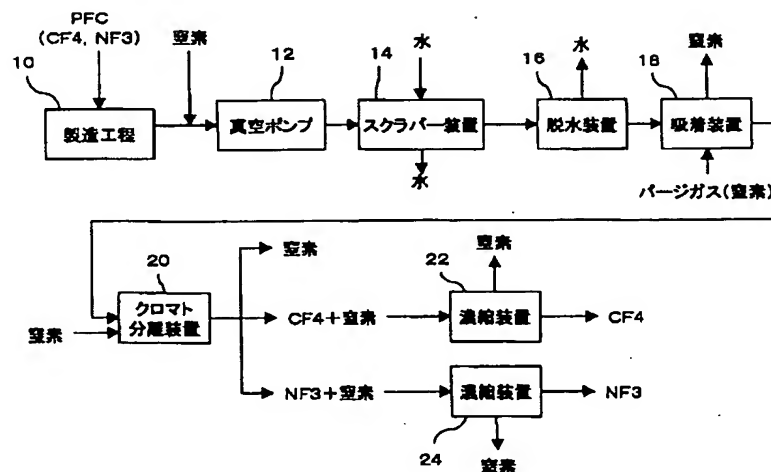 PFC
(CF4, NF3)
窒素
10
12
14
水
16
水
18
窒素
製造工程
真空ポンプ
スクラバー装置
脱水装置
吸着装置
水
パージガス(窒素)
20
窒素
22
窒素
クロマト
分離装置
窒素
CF4+窒素
濃縮装置
CF4
NF3+窒素
濃縮装置
NF3
24
窒素